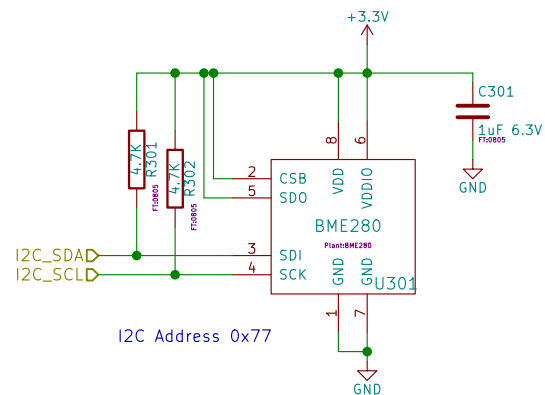 +3.3V
C301
1uF 6.3V
FT:0805
GND
4.7K
R301
FT:0805
4.7K
R302
FT:0805
8
6
VDD
VDDIO
2
CSB
5
SDO
BME280
Plant:BME280
I2C_SDA
3
SDI
I2C_SCL
4
SCK
GND
GND
U301
1
7
I2C Address 0x77
GND